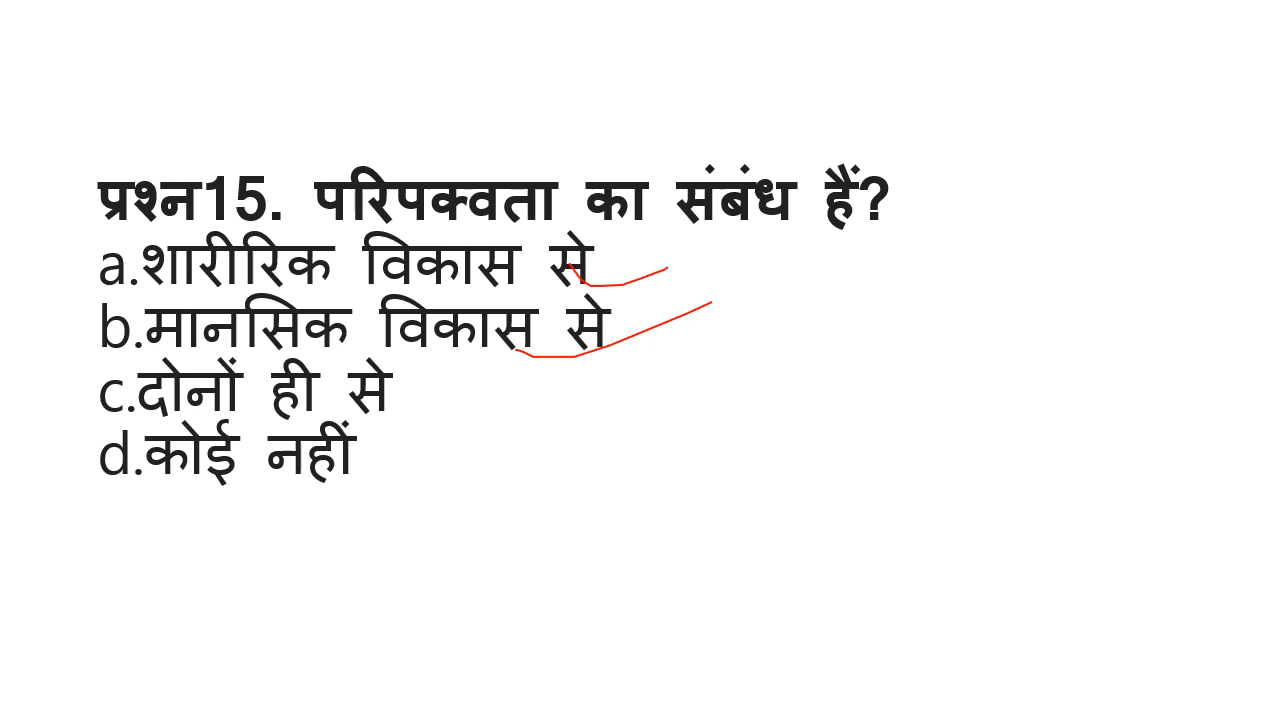 प्रश्न15. परिपक्वता का संबंध हैं?
a.शारीरिक विकास से
b.मानसिक विकास से
c.दोनों ही से
d.कोई नहीं